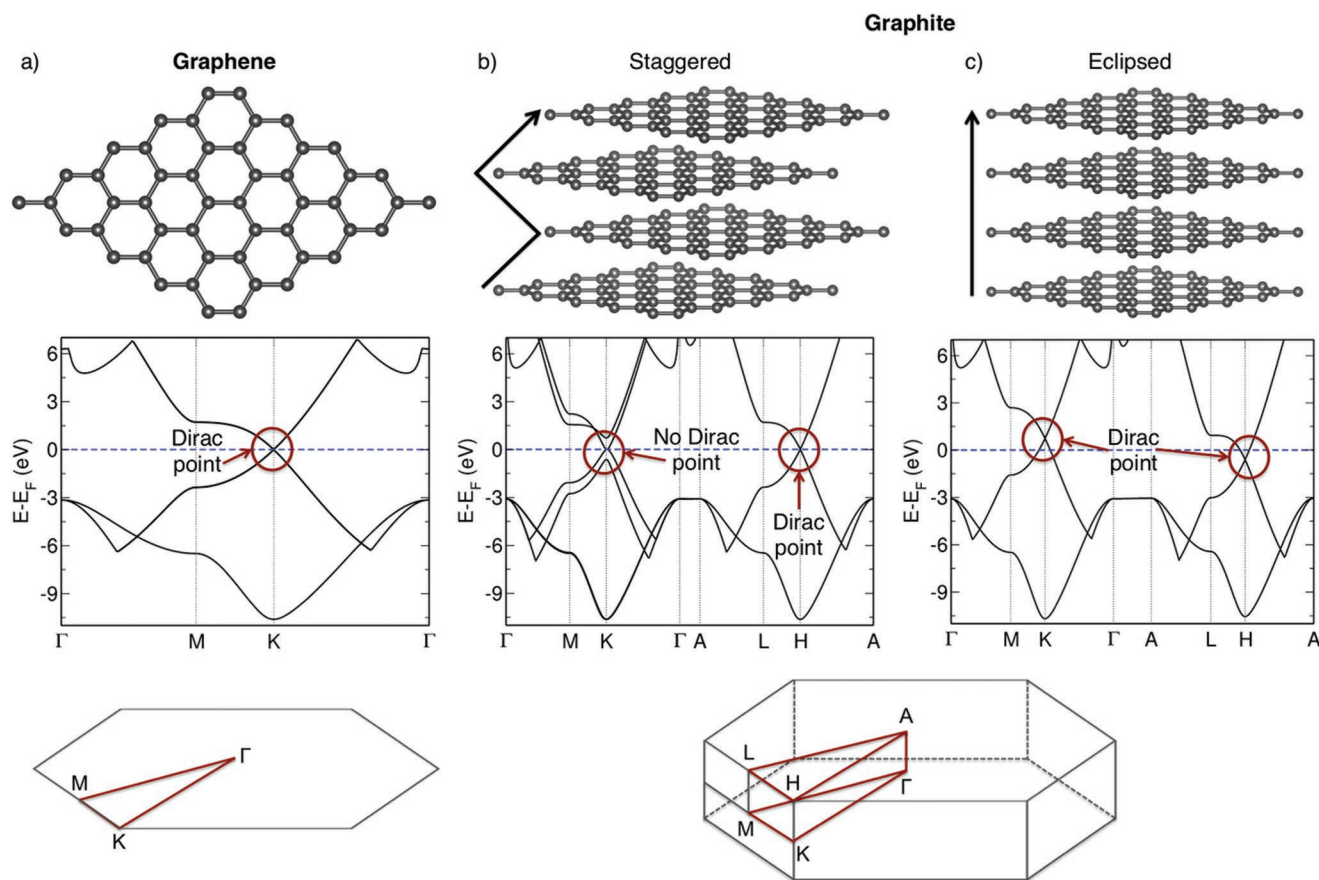 Graphite
a) Graphene
b) Staggered
c) Eclipsed
6
3
0
-3
-6
-9
E-E_F (eV)
Dirac
point
Γ M K Γ
6
3
0
-3
-6
-9
E-E_F (eV)
No Dirac
point
Dirac
point
Γ M K Γ A L H A
6
3
0
-3
-6
-9
E-E_F (eV)
Dirac
point
Γ M K Γ A L H A
M
Γ
K
A
L
H
Γ
M
K